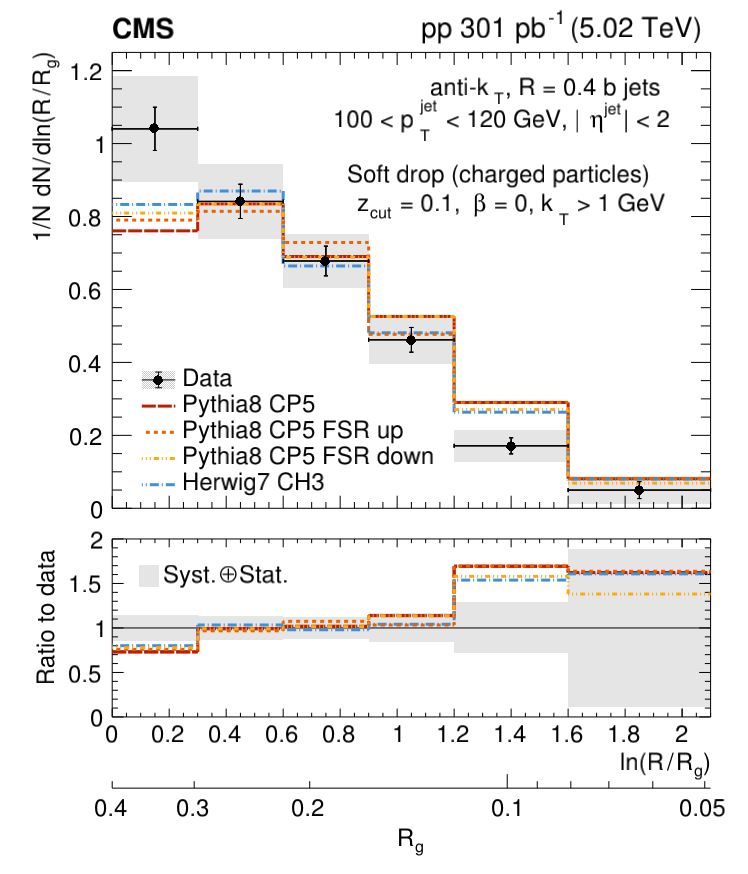 CMS pp 301 pb⁻¹ (5.02 TeV)
1/N dN/dln(R/R_g)
anti-k_T, R = 0.4 b jets
100 < p_T^jet < 120 GeV, | η^jet| < 2
Soft drop (charged particles)
z_cut = 0.1, β = 0, k_T > 1 GeV
1.2
1
0.8
0.6
0.4
0.2
0
Data
Pythia8 CP5
Pythia8 CP5 FSR up
Pythia8 CP5 FSR down
Herwig7 CH3
Ratio to data
2
1.5
1
0.5
0
Syst.⊕Stat.
0 0.2 0.4 0.6 0.8 1 1.2 1.4 1.6 1.8 2
ln(R/R_g)
0.4 0.3 0.2 0.1 0.05
R_g